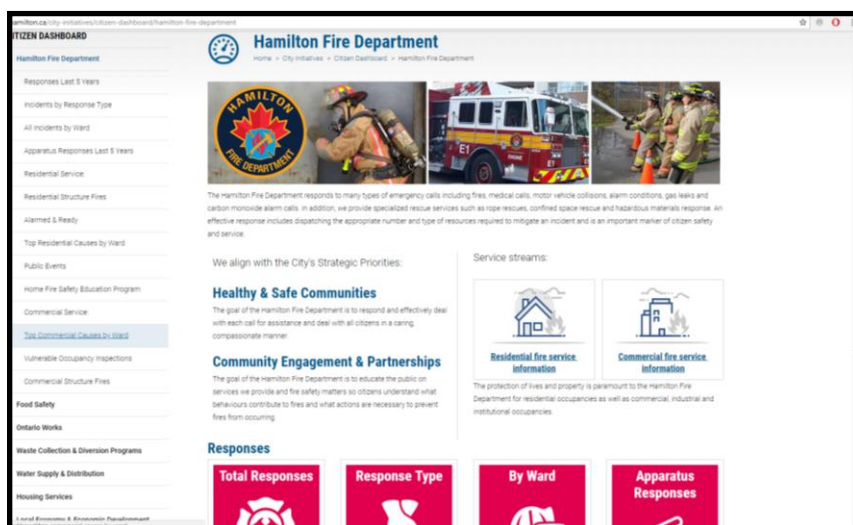 amilton.ca/city-initiatives/citizen-dashboard/hamilton-fire-department
ITIZEN DASHBOARD
Hamilton Fire Department
Responses Last 5 Years
Incidents by Response Type
All Incidents by Ward
Apparatus Responses Last 5 Years
Residential Service
Residential Structure Fires
Alarmed & Ready
Top Residential Causes by Ward
Public Events
Home Fire Safety Education Program
Commercial Service
Top Commercial Causes by Ward
Vulnerable Occupancy Inspections
Commercial Structure Fires
Food Safety
Ontario Works
Waste Collection & Diversion Programs
Water Supply & Distribution
Housing Services
Local Economy & Economic Development
Hamilton Fire Department
Home > City Initiatives > Citizen Dashboard > Hamilton Fire Department
HAMILTON
FIRE DEPARTMENT
E1
ENGINE
E1
The Hamilton Fire Department responds to many types of emergency calls including fires, medical calls, motor vehicle collisions, alarm conditions, gas leaks and
carbon monoxide alarm calls. In addition, we provide specialized rescue services such as rope rescues, confined space rescue and hazardous materials response. An
effective response includes dispatching the appropriate number and type of resources required to mitigate an incident and is an important marker of citizen safety
and service.
We align with the City's Strategic Priorities:
Healthy & Safe Communities
The goal of the Hamilton Fire Department is to respond and effectively deal
with each call for assistance and deal with all citizens in a caring,
compassionate manner.
Community Engagement & Partnerships
The goal of the Hamilton Fire Department is to educate the public on
services we provide and fire safety matters so citizens understand what
behaviours contribute to fires and what actions are necessary to prevent
fires from occurring.
Service streams:
Residential fire service
information
Commercial fire service
information
The protection of lives and property is paramount to the Hamilton Fire
Department for residential occupancies as well as commercial, industrial and
institutional occupancies.
Responses
Total Responses
Response Type
By Ward
Apparatus
Responses